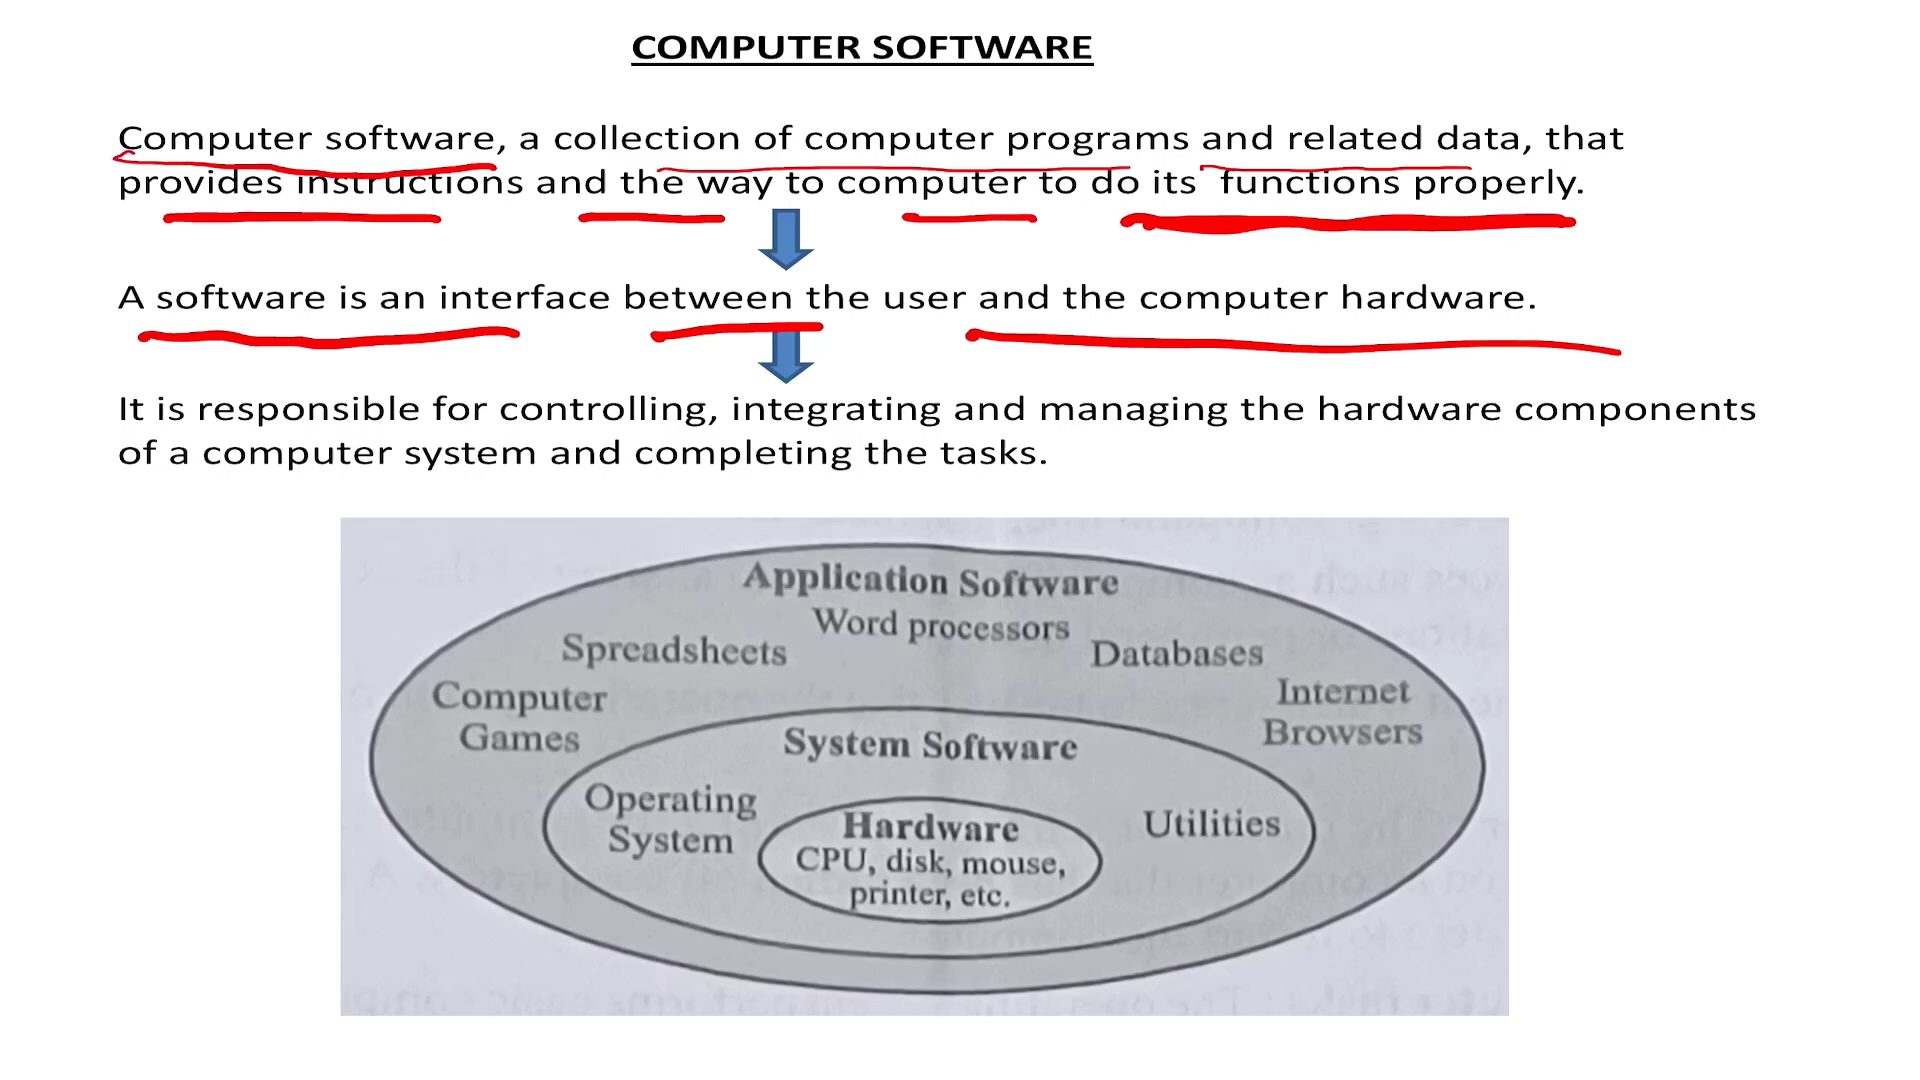 COMPUTER SOFTWARE
Computer software, a collection of computer programs and related data, that
provides instructions and the way to computer to do its functions properly.
A software is an interface between the user and the computer hardware.
It is responsible for controlling, integrating and managing the hardware components
of a computer system and completing the tasks.
Application Software
Word processors
Spreadsheets
Databases
Computer
Games
Internet
Browsers
System Software
Operating
System
Utilities
Hardware
CPU, disk, mouse,
printer, etc.